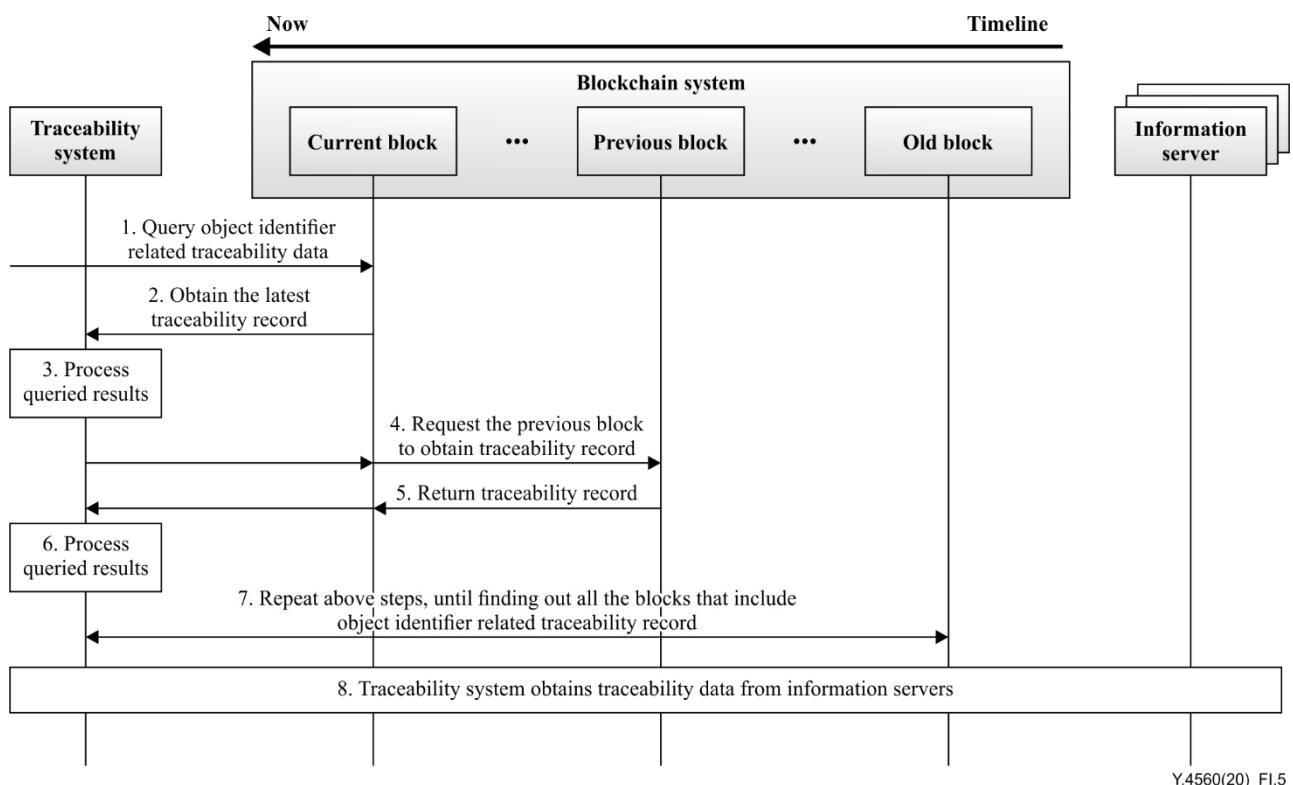 Now
Timeline
Blockchain system
Traceability
system
Current block
•••
Previous block
•••
Old block
Information
server
1. Query object identifier
related traceability data
2. Obtain the latest
traceability record
3. Process
queried results
4. Request the previous block
to obtain traceability record
5. Return traceability record
6. Process
queried results
7. Repeat above steps, until finding out all the blocks that include
object identifier related traceability record
8. Traceability system obtains traceability data from information servers
Y.4560(20)_FI.5